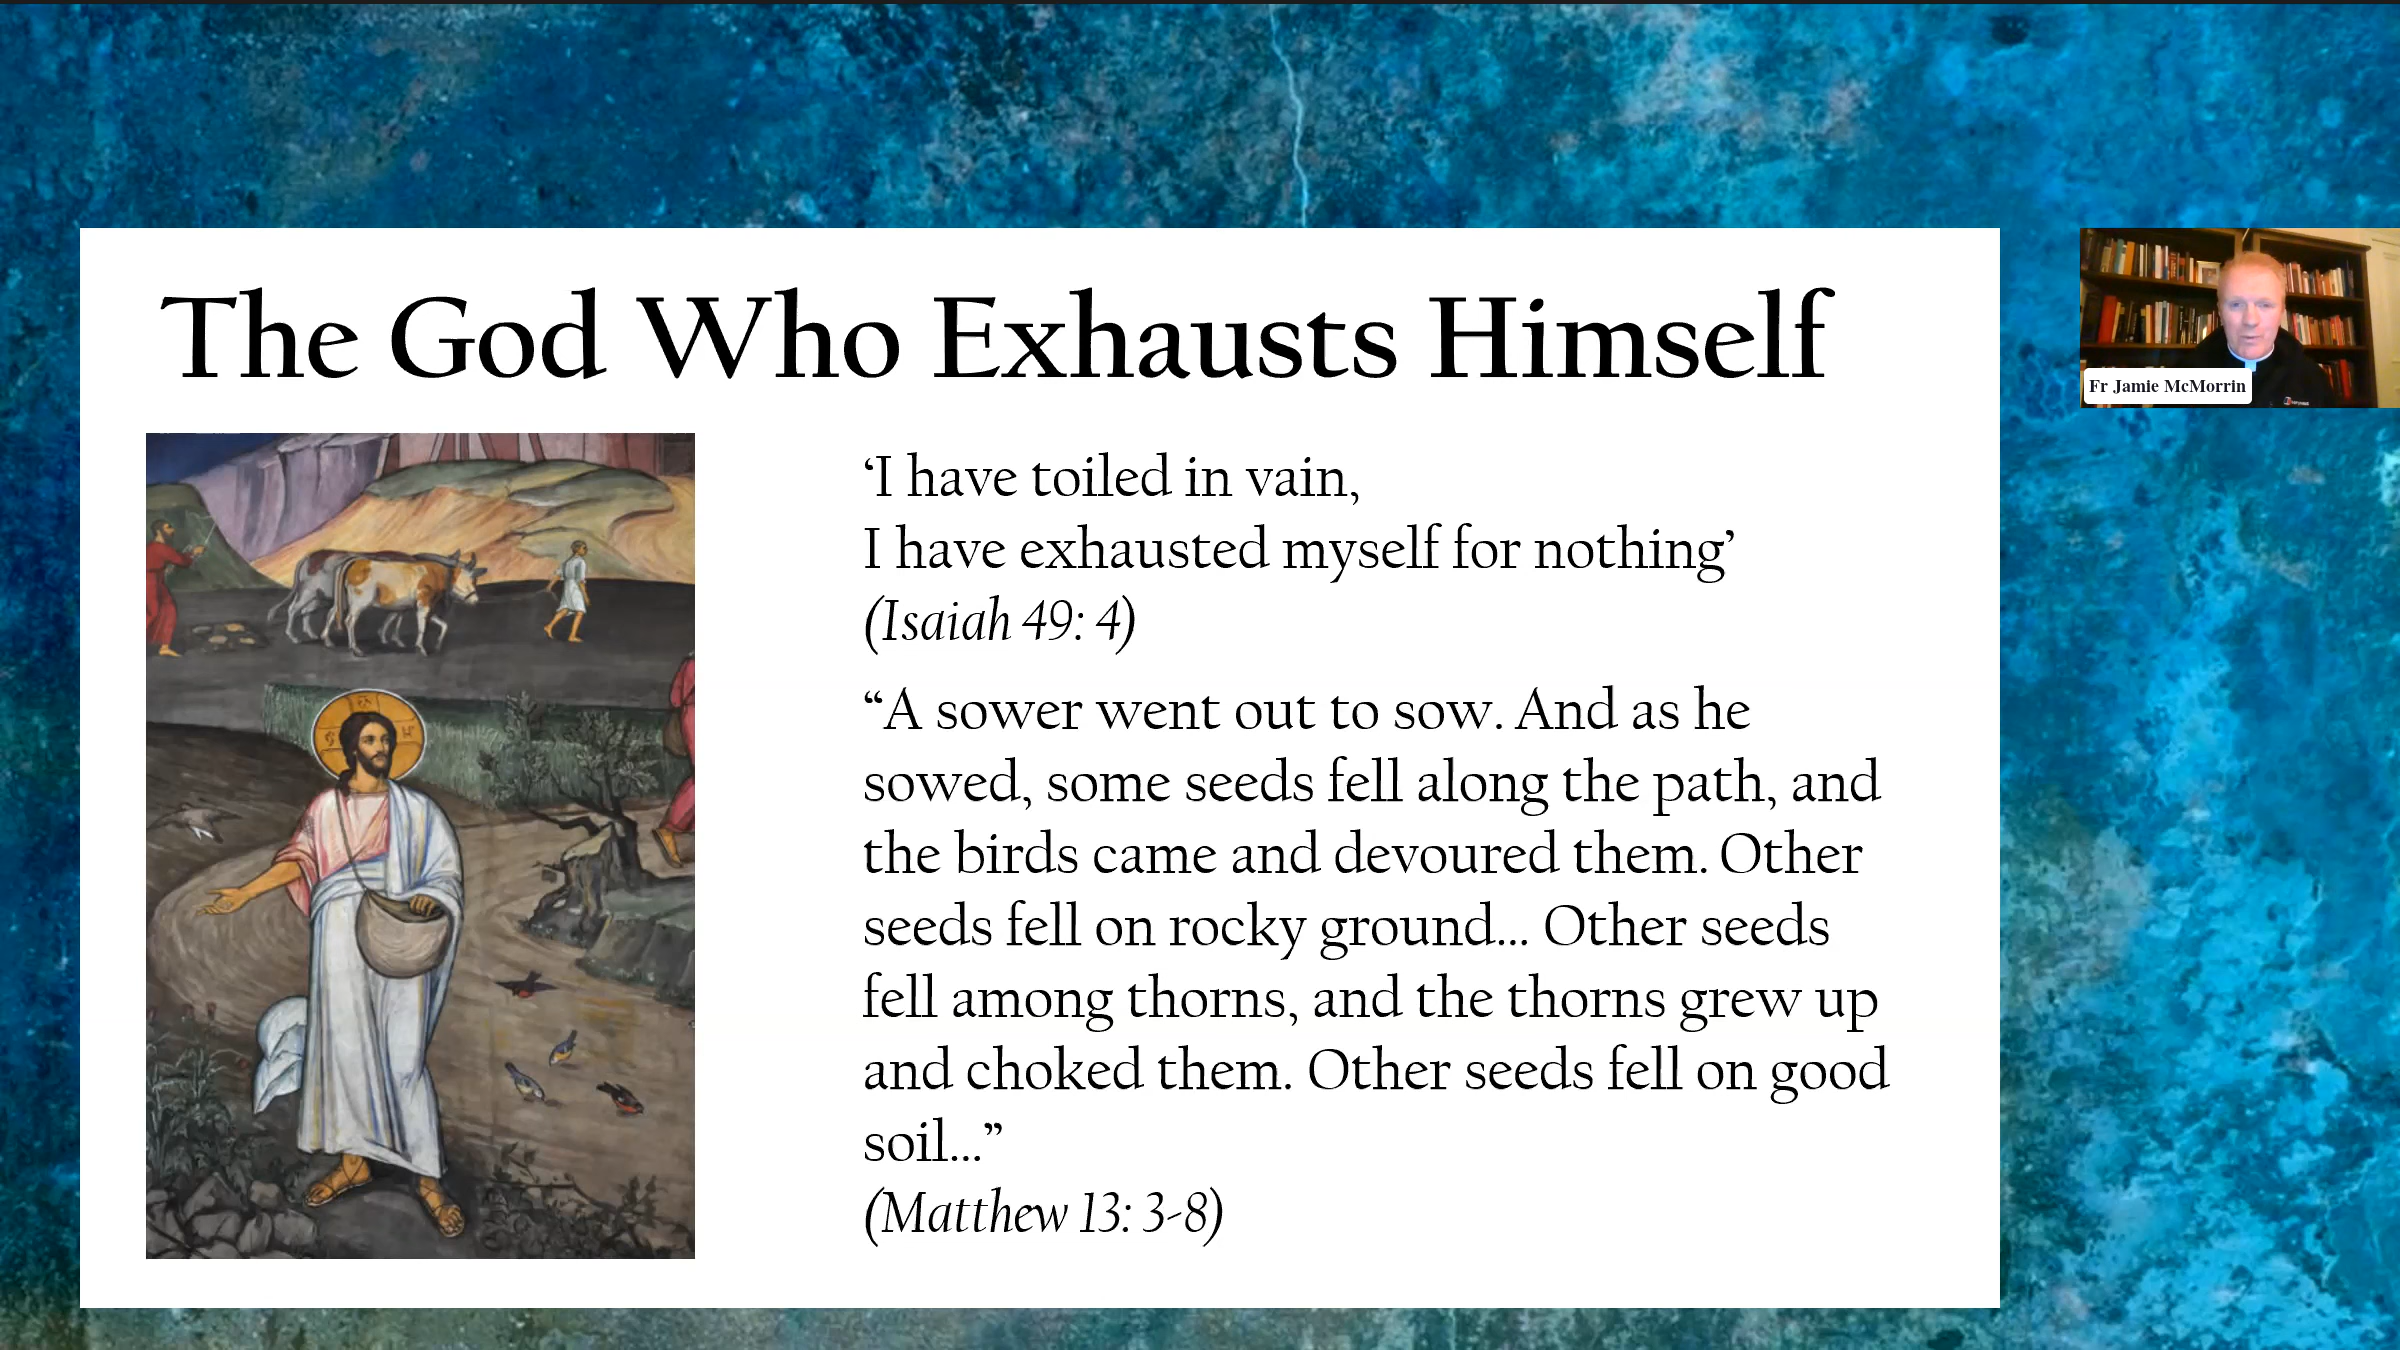 The God Who Exhausts Himself
‘I have toiled in vain,
I have exhausted myself for nothing’
(Isaiah 49: 4)
“A sower went out to sow. And as he
sowed, some seeds fell along the path, and
the birds came and devoured them. Other
seeds fell on rocky ground... Other seeds
fell among thorns, and the thorns grew up
and choked them. Other seeds fell on good
soil...”
(Matthew 13: 3-8)
Fr Jamie McMorrin